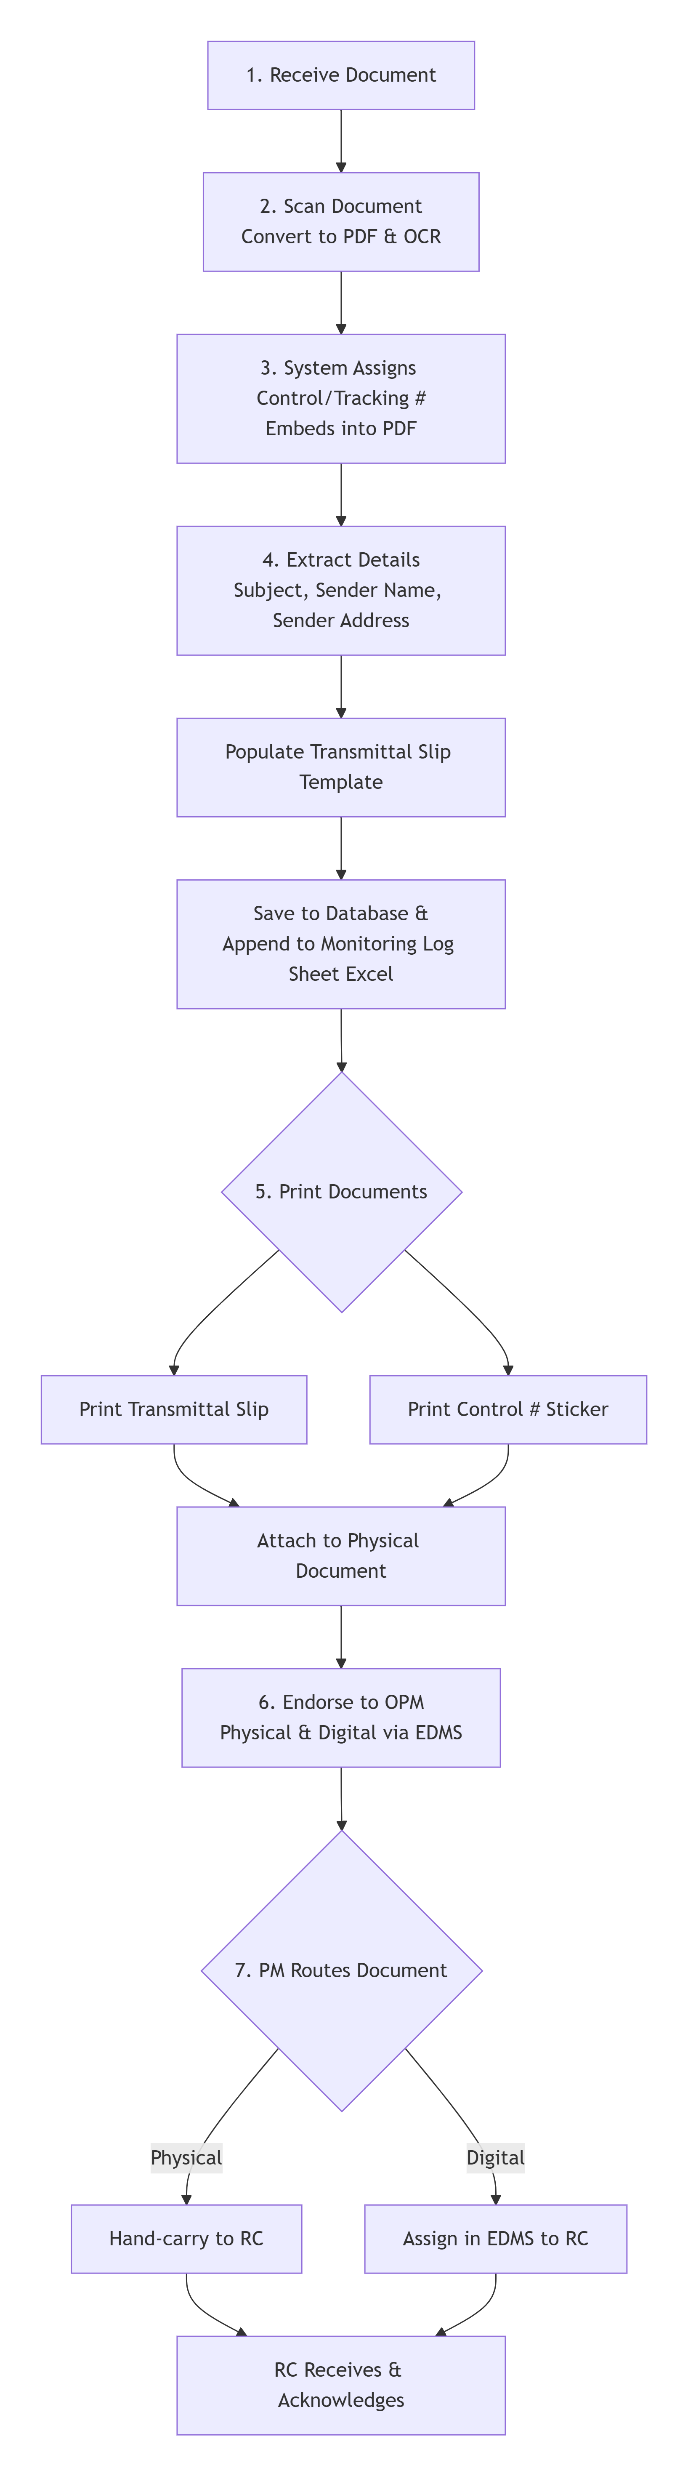 1. Receive Document
2. Scan Document
Convert to PDF & OCR
3. System Assigns
Control/Tracking #
Embeds into PDF
4. Extract Details
Subject, Sender Name,
Sender Address
Populate Transmittal Slip
Template
Save to Database &
Append to Monitoring Log
Sheet Excel
5. Print Documents
Print Transmittal Slip
Print Control # Sticker
Attach to Physical
Document
6. Endorse to OPM
Physical & Digital via EDMS
7. PM Routes Document
Physical
Digital
Hand-carry to RC
Assign in EDMS to RC
RC Receives &
Acknowledges